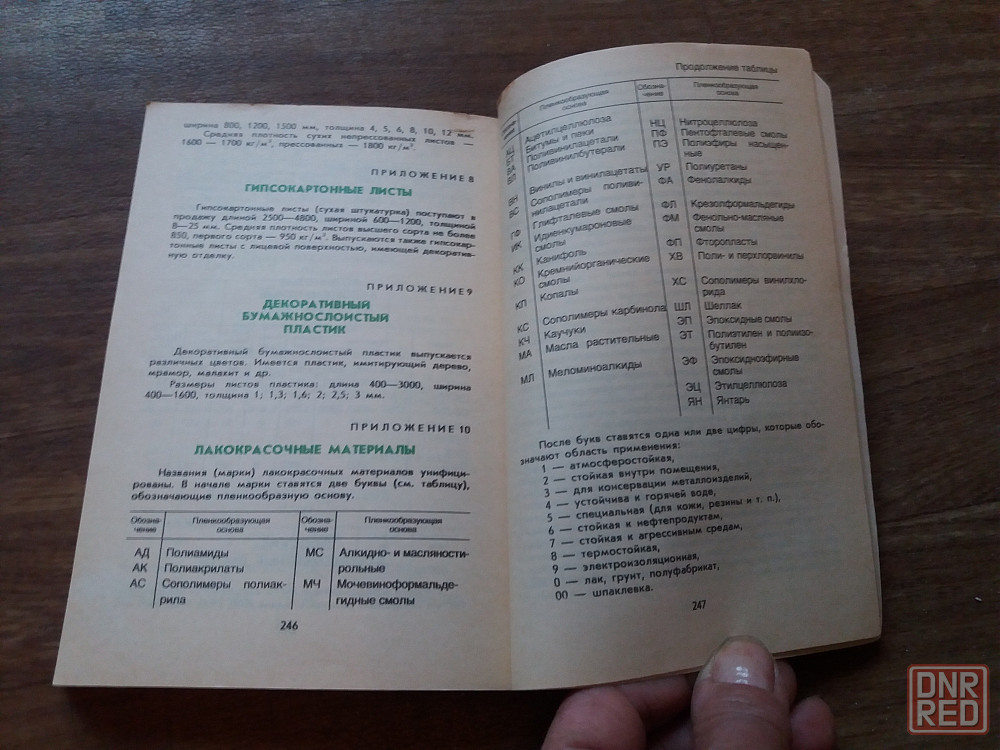 ширина 800, 1200, 1500 мм, толщина 4, 5, 6, 8, 10, 12 мм.
Средняя плотность сухих непрессованных листов —
1600 — 1700 кг/м³, прессованных — 1800 кг/м³.
ПРИЛОЖЕНИЕ 8
ГИПСОКАРТОННЫЕ ЛИСТЫ
Гипсокартонные листы (сухая штукатурка) поступают в
продажу длиной 2500—4800, шириной 600—1200, толщиной
8—25 мм. Средняя плотность листов высшего сорта не более
850, первого сорта — 950 кг/м³. Выпускаются также гипсокар-
тонные листы с лицевой поверхностью, имеющей декоратив-
ную отделку.
ПРИЛОЖЕНИЕ 9
ДЕКОРАТИВНЫЙ
БУМАЖНОСЛОИСТЫЙ
ПЛАСТИК
Декоративный бумажнослоистый пластик выпускается
различных цветов. Имеется пластик, имитирующий дерево,
мрамор, малахит и др.
Размеры листов пластика: длина 400—3000, ширина
400—1600, толщина 1; 1,3; 1,6; 2; 2,5; 3 мм.
ПРИЛОЖЕНИЕ 10
ЛАКОКРАСОЧНЫЕ МАТЕРИАЛЫ
Названия (марки) лакокрасочных материалов унифици-
рованы. В начале марки ставятся две буквы (см. таблицу),
обозначающие пленкообразную основу.
Обозна- Пленкообразующая Обозна- Пленкообразующая
чение основа чение основа
АД Полиамиды МС Алкидно- и масляности-
АК Полиакрилаты рольные
АС Сополимеры полиак- МЧ Мочевиноформальде-
рила гидные смолы
246
Продолжение таблицы
Пленкообразующая Обозна- Пленкообразующая
основа чение основа
АЦ Ацетилцеллюлоза НЦ Нитроцеллюлоза
БТ Битумы и пеки ПФ Пентофталевые смолы
ВА Поливинилацетали ПЭ Полиэфиры насыщен-
ВЛ Поливинилбутерали ные
УР Полиуретаны
ВН Винилы и винилацетаты ФА Фенолалкиды
ВС Сополимеры поливи-
нилацетали ФЛ Крезолформальдегиды
ГФ Глифталевые смолы ФМ Фенольно-масляные
ИК Идиенкумароновые смолы
смолы ФП Фторопласты
КК Канифоль ХВ Поли- и перхлорвинилы
КО Кремнийорганические
смолы ХС Сополимеры винилхло-
КП Копалы рида
КС Сополимеры карбинола ШЛ Шеллак
КЧ Каучуки ЭП Эпоксидные смолы
МА Масла растительные ЭТ Полиэтилен и полиизо-
бутилен
МЛ Меломиноалкиды ЭФ Эпоксидноэфирные
смолы
ЭЦ Этилцеллюлоза
ЯН Янтарь
После букв ставятся одна или две цифры, которые обо-
значают область применения:
1 — атмосферостойкая,
2 — стойкая внутри помещения,
3 — для консервации металлоизделий,
4 — устойчива к горячей воде,
5 — специальная (для кожи, резины и т. п.),
6 — стойкая к нефтепродуктам,
7 — стойкая к агрессивным средам,
8 — термостойкая,
9 — электроизоляционная,
0 — лак, грунт, полуфабрикат,
00 — шпаклевка.
247
DNR
RED